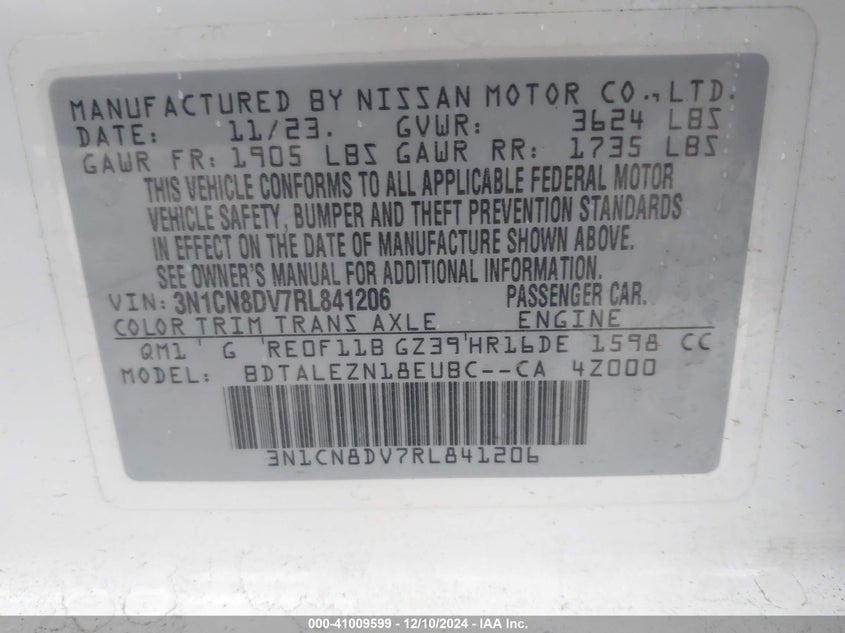 MANUFACTURED BY NISSAN MOTOR CO., LTD.
DATE: 11/23. GVWR: 3624 LBS
GAWR FR: 1905 LBS GAWR RR: 1735 LBS
THIS VEHICLE CONFORMS TO ALL APPLICABLE FEDERAL MOTOR
VEHICLE SAFETY, BUMPER AND THEFT PREVENTION STANDARDS
IN EFFECT ON THE DATE OF MANUFACTURE SHOWN ABOVE.
SEE OWNER'S MANUAL FOR ADDITIONAL INFORMATION.
VIN: 3N1CN8DV7RL841206 PASSENGER CAR.
COLOR TRIM TRANS AXLE ENGINE
QM1 ' G 'RE0F11B GZ39'HR16DE 1598 CC
MODEL: BDTALEZN18EUBC--CA 4Z000
3N1CN8DV7RL841206
000-41009599 - 12/10/2024 - IAA Inc.